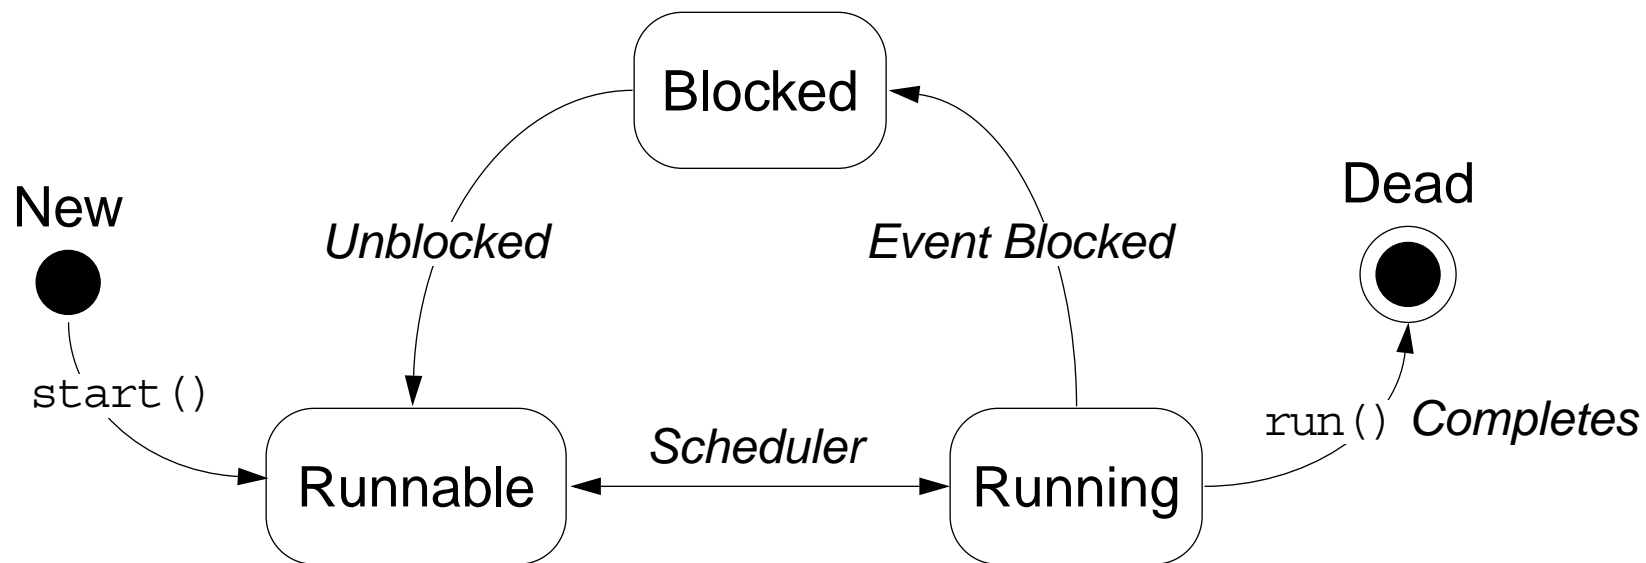 Blocked
New
Dead
Unblocked
Event Blocked
start()
run() Completes
Scheduler
Runnable
Running